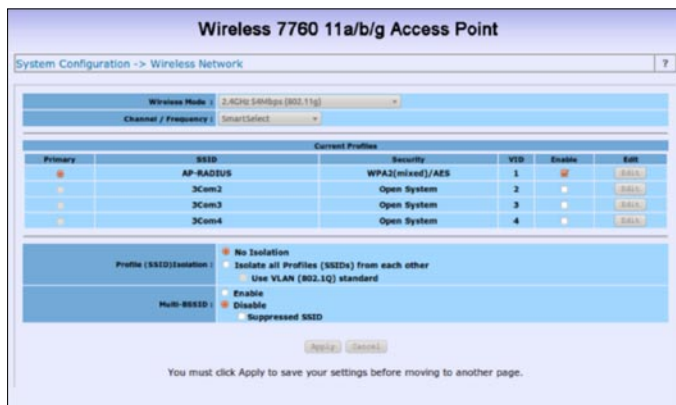 Wireless 7760 11a/b/g Access Point
System Configuration -> Wireless Network ?
Wireless Mode : 2.4GHz 54Mbps (802.11g)
Channel / Frequency : SmartSelect
Current Profiles
Primary SSID Security VID Enable Edit
AP-RADIUS WPA2(mixed)/AES 1 Edit
3Com2 Open System 2 Edit
3Com3 Open System 3 Edit
3Com4 Open System 4 Edit
Profile (SSID)Isolation : No Isolation
Isolate all Profiles (SSIDs) from each other
Use VLAN (802.1Q) standard
Multi-BSSID : Enable
Disable
Suppressed SSID
Apply Cancel
You must click Apply to save your settings before moving to another page.